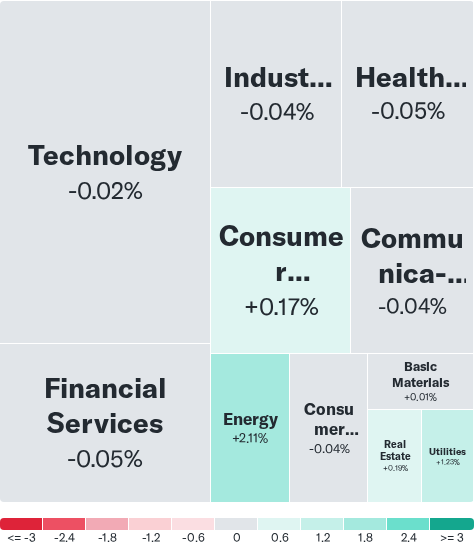 Technology
-0.02%
Financial
Services
-0.05%
Indust...
-0.04%
Health...
-0.05%
Consume
r...
+0.17%
Commu
nica-...
-0.04%
Energy
+2.11%
Consu
mer...
-0.04%
Basic
Materials
+0.01%
Real
Estate
+0.19%
Utilities
+1.23%
<= -3 -2.4 -1.8 -1.2 -0.6 0 0.6 1.2 1.8 2.4 >= 3